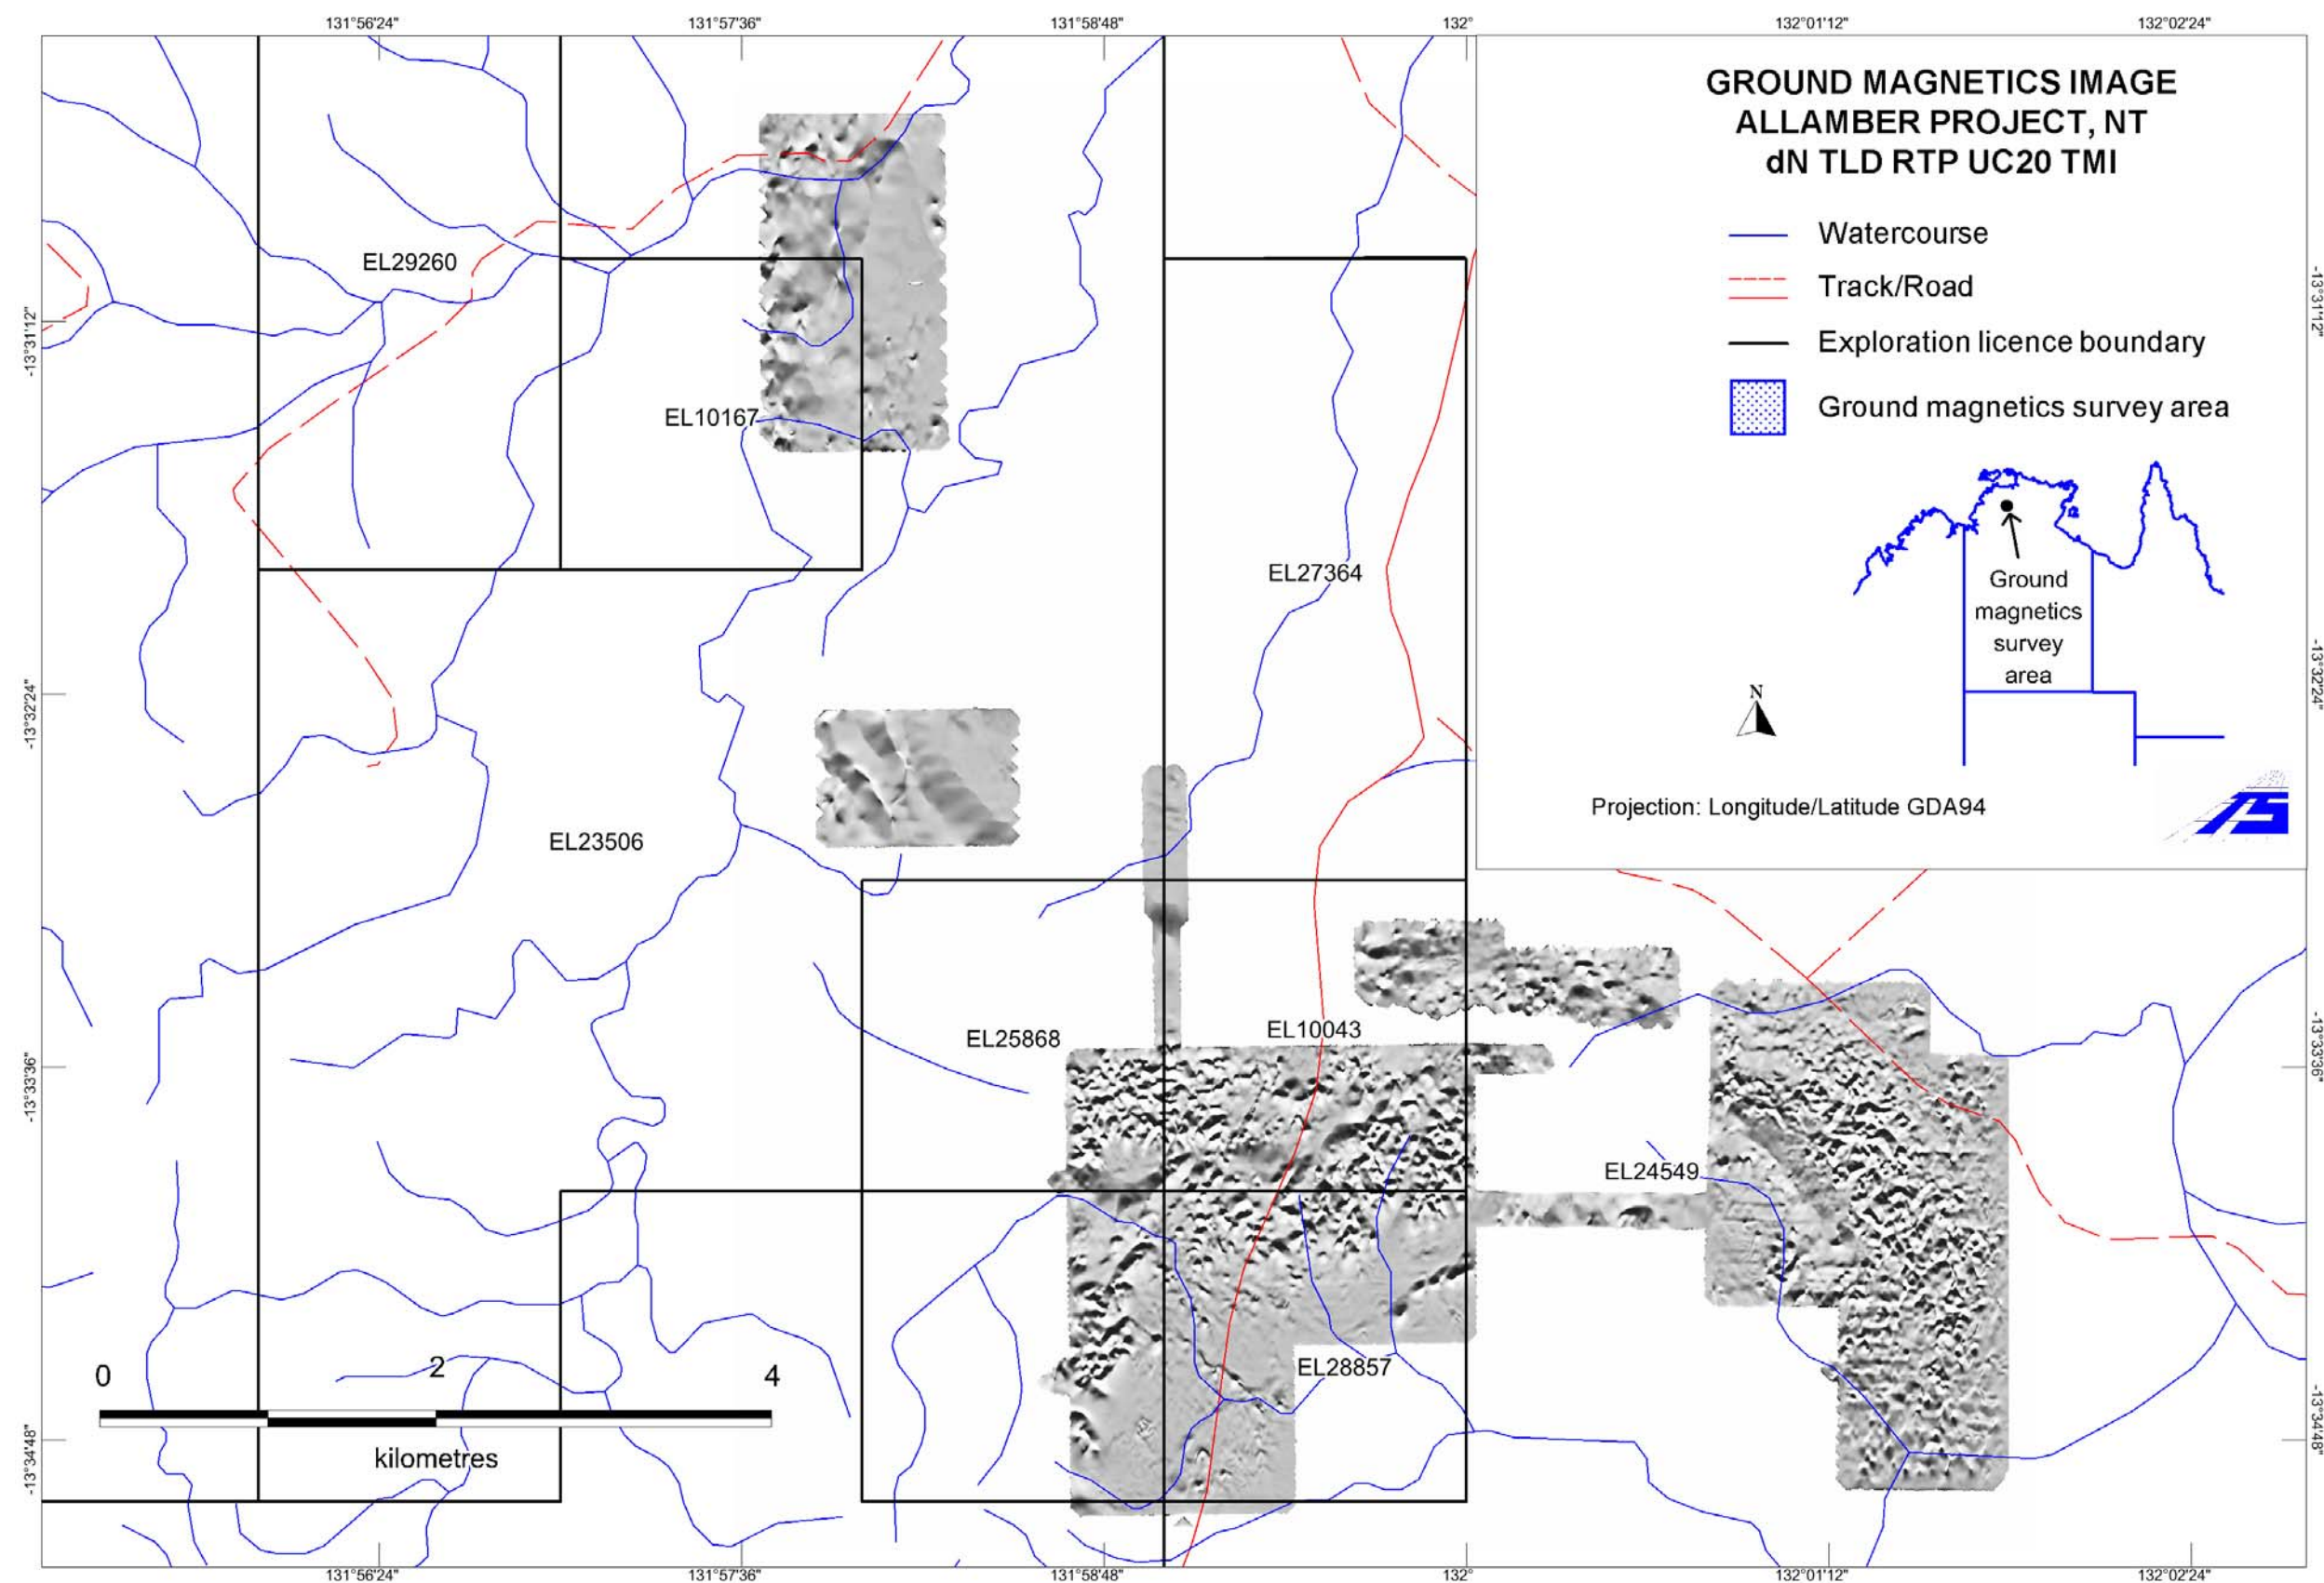 131°56'24"
131°57'36"
131°58'48"
132°
132°01'12"
132°02'24"
GROUND MAGNETICS IMAGE
ALLAMBER PROJECT, NT
dN TLD RTP UC20 TMI
Watercourse
Track/Road
Exploration licence boundary
Ground magnetics survey area
Ground
magnetics
survey
area
N
Projection: Longitude/Latitude GDA94
EL29260
EL10167
EL27364
EL23506
EL25868
EL10043
EL24549
EL28857
-13°31'12"
-13°32'24"
-13°33'36"
-13°34'48"
-13°31'12"
-13°32'24"
-13°33'36"
-13°34'48"
0
2
4
kilometres
131°56'24"
131°57'36"
131°58'48"
132°
132°01'12"
132°02'24"